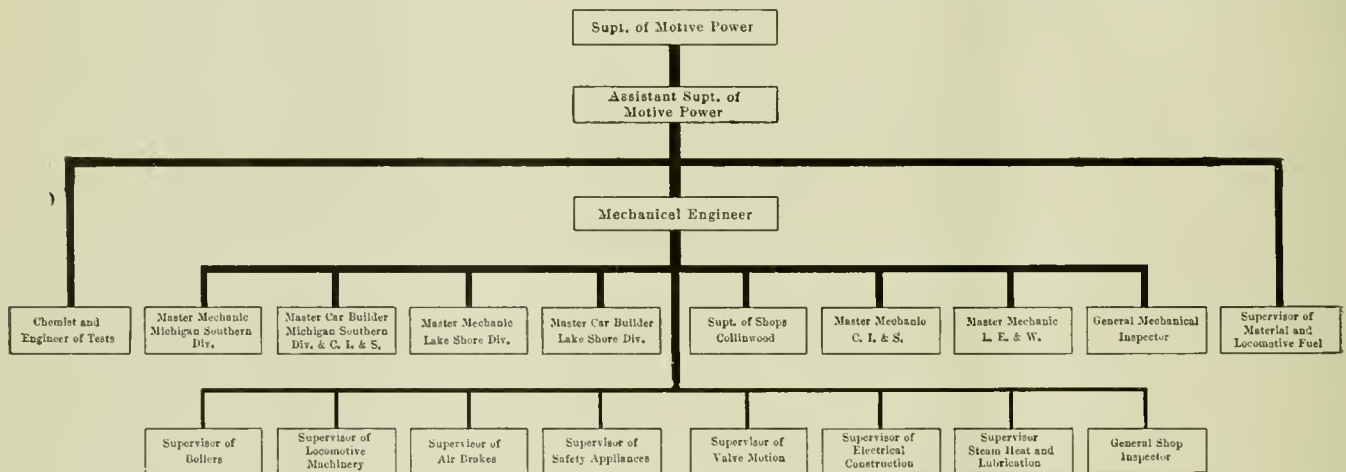 Supt. of Motive Power
Assistant Supt. of
Motive Power
Mechanical Engineer
Chemist and
Engineer of Tests
Master Mechanic
Michigan Southern
Div.
Master Car Builder
Michigan Southern
Div. & C. I. & S.
Master Mechanic
Lake Shore Div.
Master Car Builder
Lake Shore Div.
Supt. of Shops
Collinwood
Master Mechanic
C. I. & S.
Master Mechanic
L. E. & W.
General Mechanical
Inspector
Supervisor of
Material and
Locomotive Fuel
Supervisor of
Boilers
Supervisor of
Locomotive
Machinery
Supervisor of
Air Brakes
Supervisor of
Safety Appliances
Supervisor of
Valve Motion
Supervisor of
Electrical
Construction
Supervisor
Steam Heat and
Lubrication
General Shop
Inspector